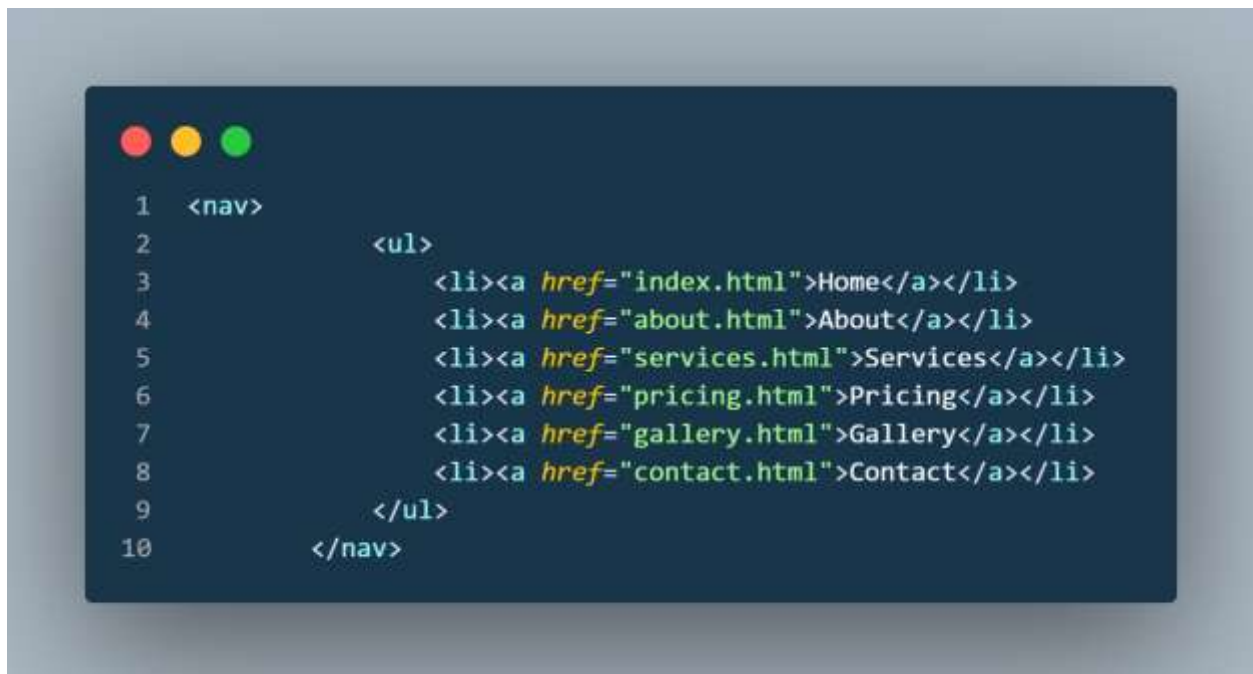 1 <nav>
2 <ul>
3 <li><a href="index.html">Home</a></li>
4 <li><a href="about.html">About</a></li>
5 <li><a href="services.html">Services</a></li>
6 <li><a href="pricing.html">Pricing</a></li>
7 <li><a href="gallery.html">Gallery</a></li>
8 <li><a href="contact.html">Contact</a></li>
9 </ul>
10 </nav>